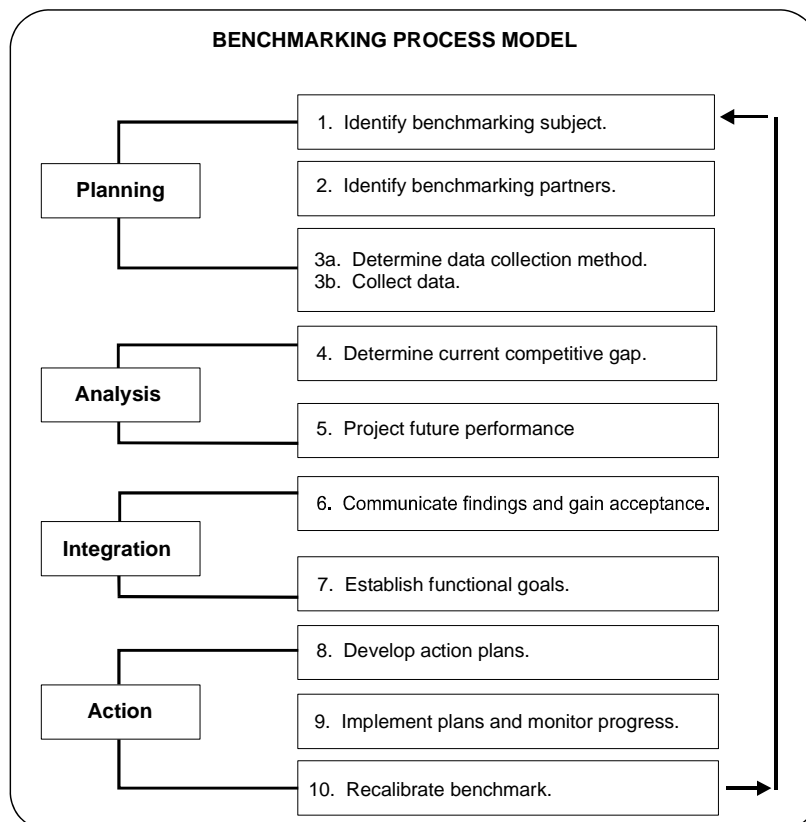 BENCHMARKING PROCESS MODEL
1. Identify benchmarking subject.
Planning
2. Identify benchmarking partners.
3a. Determine data collection method.
3b. Collect data.
4. Determine current competitive gap.
Analysis
5. Project future performance
6. Communicate findings and gain acceptance.
Integration
7. Establish functional goals.
8. Develop action plans.
Action
9. Implement plans and monitor progress.
10. Recalibrate benchmark.